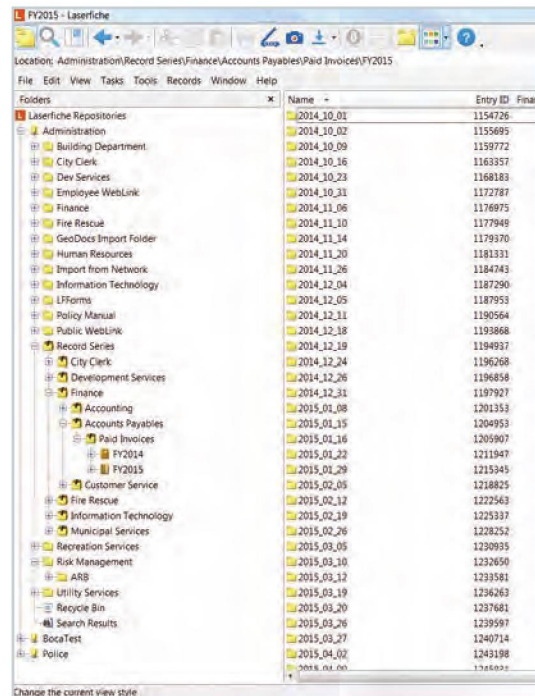 FY2015 - Laserfiche
Location: Administration\Record Series\Finance\Accounts Payables\Paid Invoices\FY2015
File Edit View Tasks Tools Records Window Help
Folders
Laserfiche Repositories
Administration
Building Department
City Clerk
Dev Services
Employee WebLink
Finance
Fire Rescue
GeoDocs Import Folder
Human Resources
Import from Network
Information Technology
LFForms
Policy Manual
Public WebLink
Record Series
City Clerk
Development Services
Finance
Accounting
Accounts Payables
Paid Invoices
FY2014
FY2015
Customer Service
Fire Rescue
Information Technology
Municipal Services
Recreation Services
Risk Management
ARB
Utility Services
Recycle Bin
Search Results
BocaTest
Police
Name Entry ID Finan
2014_10_01 1154726
2014_10_02 1155695
2014_10_09 1159772
2014_10_16 1163357
2014_10_23 1168183
2014_10_31 1172787
2014_11_06 1176975
2014_11_10 1177949
2014_11_14 1179370
2014_11_20 1181331
2014_11_26 1184743
2014_12_04 1187290
2014_12_05 1187953
2014_12_11 1190564
2014_12_18 1193868
2014_12_19 1194937
2014_12_24 1196268
2014_12_26 1196858
2014_12_31 1197927
2015_01_08 1201353
2015_01_15 1204953
2015_01_16 1205907
2015_01_22 1211947
2015_01_29 1215345
2015_02_05 1218825
2015_02_12 1222563
2015_02_19 1225337
2015_02_26 1228252
2015_03_05 1230935
2015_03_10 1232650
2015_03_12 1233581
2015_03_19 1236263
2015_03_20 1237681
2015_03_26 1239597
2015_03_27 1240714
2015_04_02 1243198
Change the current view style